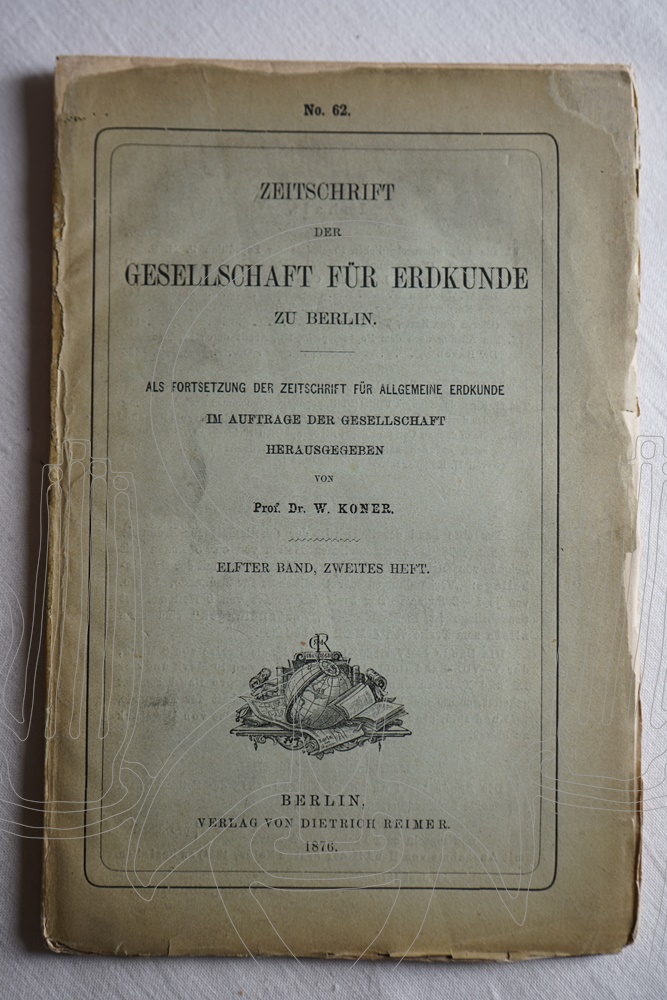 No. 62.
ZEITSCHRIFT
DER
GESELLSCHAFT FÜR ERDKUNDE
ZU BERLIN.
ALS FORTSETZUNG DER ZEITSCHRIFT FÜR ALLGEMEINE ERDKUNDE
IM AUFTRAGE DER GESELLSCHAFT
HERAUSGEGEBEN
VON
Prof. Dr. W. KONER.
ELFTER BAND, ZWEITES HEFT.
BERLIN,
VERLAG VON DIETRICH REIMER.
1876.